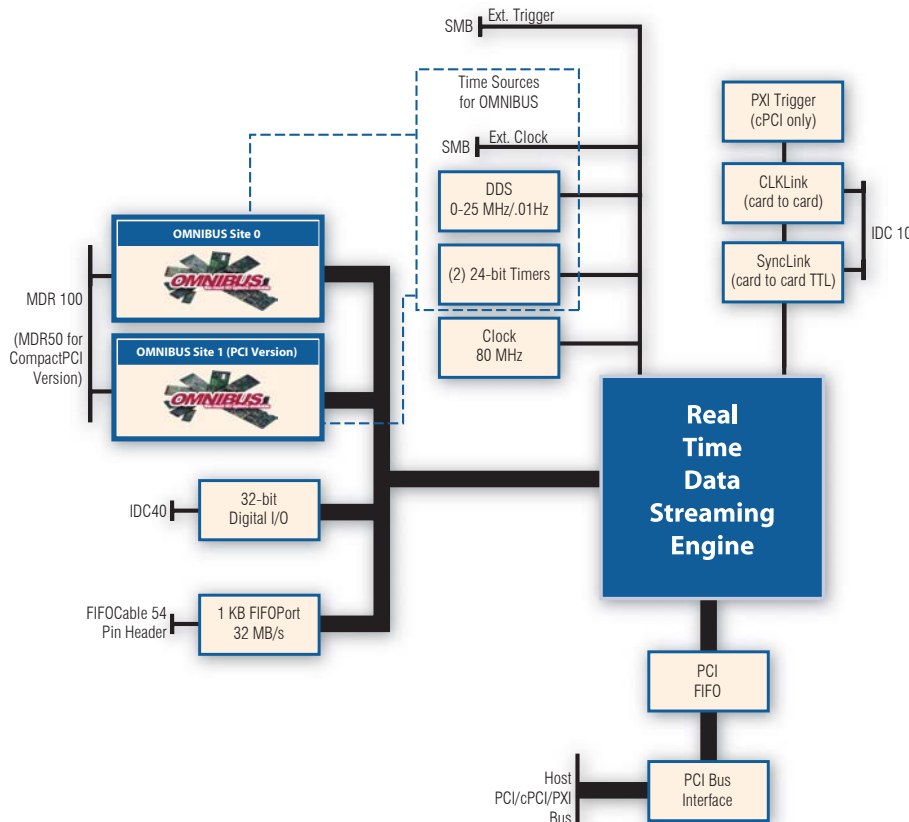 SMB
Ext. Trigger
Time Sources
for OMNIBUS
SMB
Ext. Clock
DDS
0-25 MHz/.01Hz
(2) 24-bit Timers
Clock
80 MHz
PXI Trigger
(cPCI only)
CLKLink
(card to card)
SyncLink
(card to card TTL)
IDC 10
OMNIBUS Site 0
OMNIBUS
MDR 100
(MDR50 for
CompactPCI
Version)
OMNIBUS Site 1 (PCI Version)
OMNIBUS
IDC40
32-bit
Digital I/O
FIFOCable 54
Pin Header
1 KB FIFOPort
32 MB/s
Real
Time
Data
Streaming
Engine
PCI
FIFO
PCI Bus
Interface
Host
PCI/cPCI/PXI
Bus